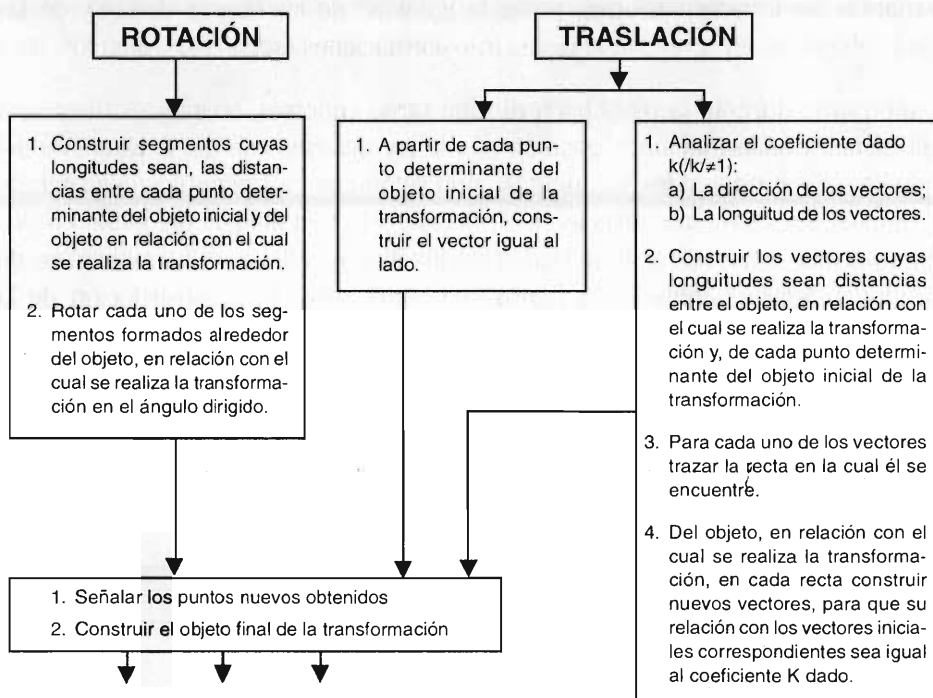 ROTACIÓN
TRASLACIÓN
1. Construir segmentos cuyas
longitudes sean, las distan-
cias entre cada punto deter-
minante del objeto inicial y del
objeto en relación con el cual
se realiza la transformación.
2. Rotar cada uno de los seg-
mentos formados alrededor
del objeto, en relación con el
cual se realiza la transforma-
ción en el ángulo dirigido.
1. A partir de cada pun-
to determinante del
objeto inicial de la
transformación, cons-
truir el vector igual al
lado.
1. Analizar el coeficiente dado
k(/k/≠1):
a) La dirección de los vectores;
b) La longuitud de los vectores.
2. Construir los vectores cuyas
longuitudes sean distancias
entre el objeto, en relación con
el cual se realiza la transforma-
ción y, de cada punto determi-
nante del objeto inicial de la
transformación.
3. Para cada uno de los vectores
trazar la recta en la cual él se
encuentre.
4. Del objeto, en relación con el
cual se realiza la transforma-
ción, en cada recta construir
nuevos vectores, para que su
relación con los vectores inicia-
les correspondientes sea igual
al coeficiente K dado.
1. Señalar los puntos nuevos obtenidos
2. Construir el objeto final de la transformación